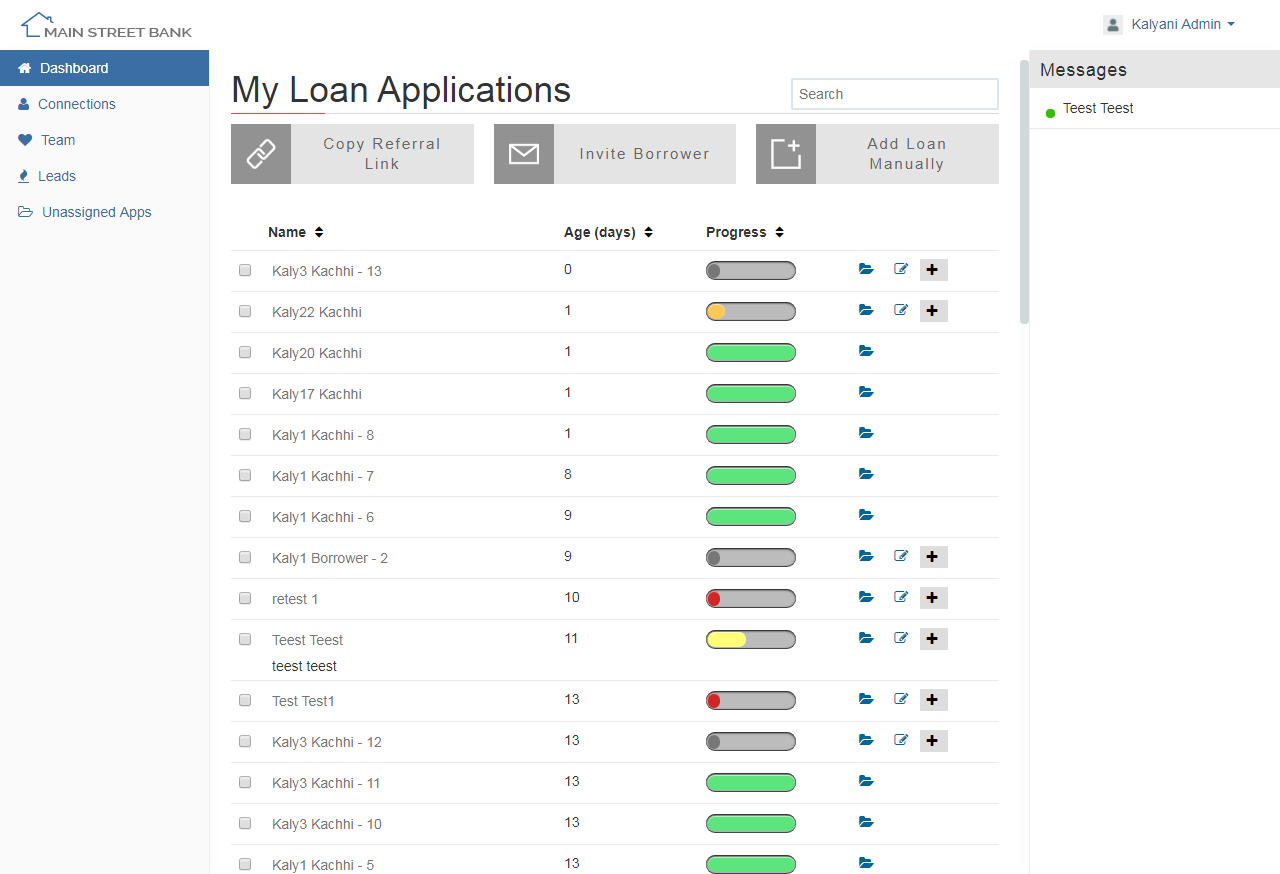 MAIN STREET BANK
Kalyani Admin
Dashboard
Connections
Team
Leads
Unassigned Apps
My Loan Applications
Search
Copy Referral
Link
Invite Borrower
Add Loan
Manually
Name Age (days) Progress
Kaly3 Kachhi - 13 0
Kaly22 Kachhi 1
Kaly20 Kachhi 1
Kaly17 Kachhi 1
Kaly1 Kachhi - 8 1
Kaly1 Kachhi - 7 8
Kaly1 Kachhi - 6 9
Kaly1 Borrower - 2 9
retest 1 10
Teest Teest 11
teest teest
Test Test1 13
Kaly3 Kachhi - 12 13
Kaly3 Kachhi - 11 13
Kaly3 Kachhi - 10 13
Kaly1 Kachhi - 5 13
Messages
Teest Teest